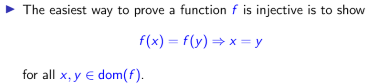 ▶ The easiest way to prove a function f is injective is to show
f(x) = f(y) ⇒ x = y
for all x, y ∈ dom(f).